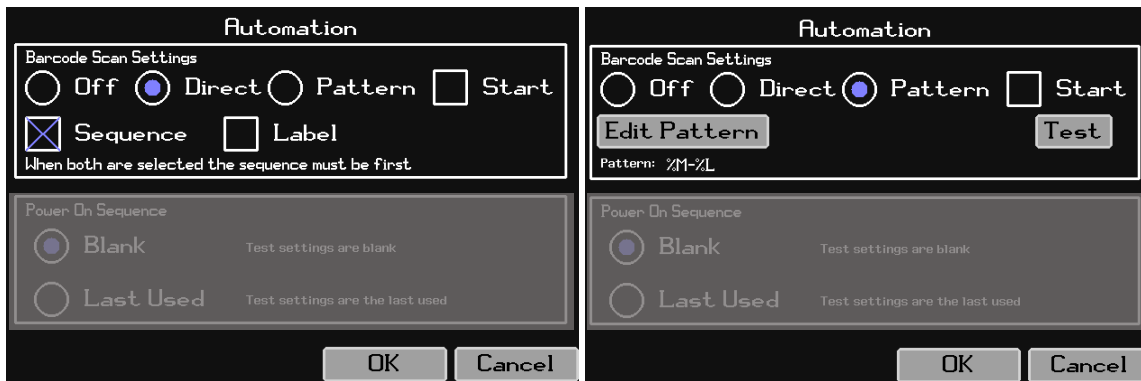 Automation
Barcode Scan Settings
Off Direct Pattern Start
Sequence Label
When both are selected the sequence must be first
Power On Sequence
Blank Test settings are blank
Last Used Test settings are the last used
OK Cancel
Automation
Barcode Scan Settings
Off Direct Pattern Start
Edit Pattern Test
Pattern: %M-%L
Power On Sequence
Blank Test settings are blank
Last Used Test settings are the last used
OK Cancel